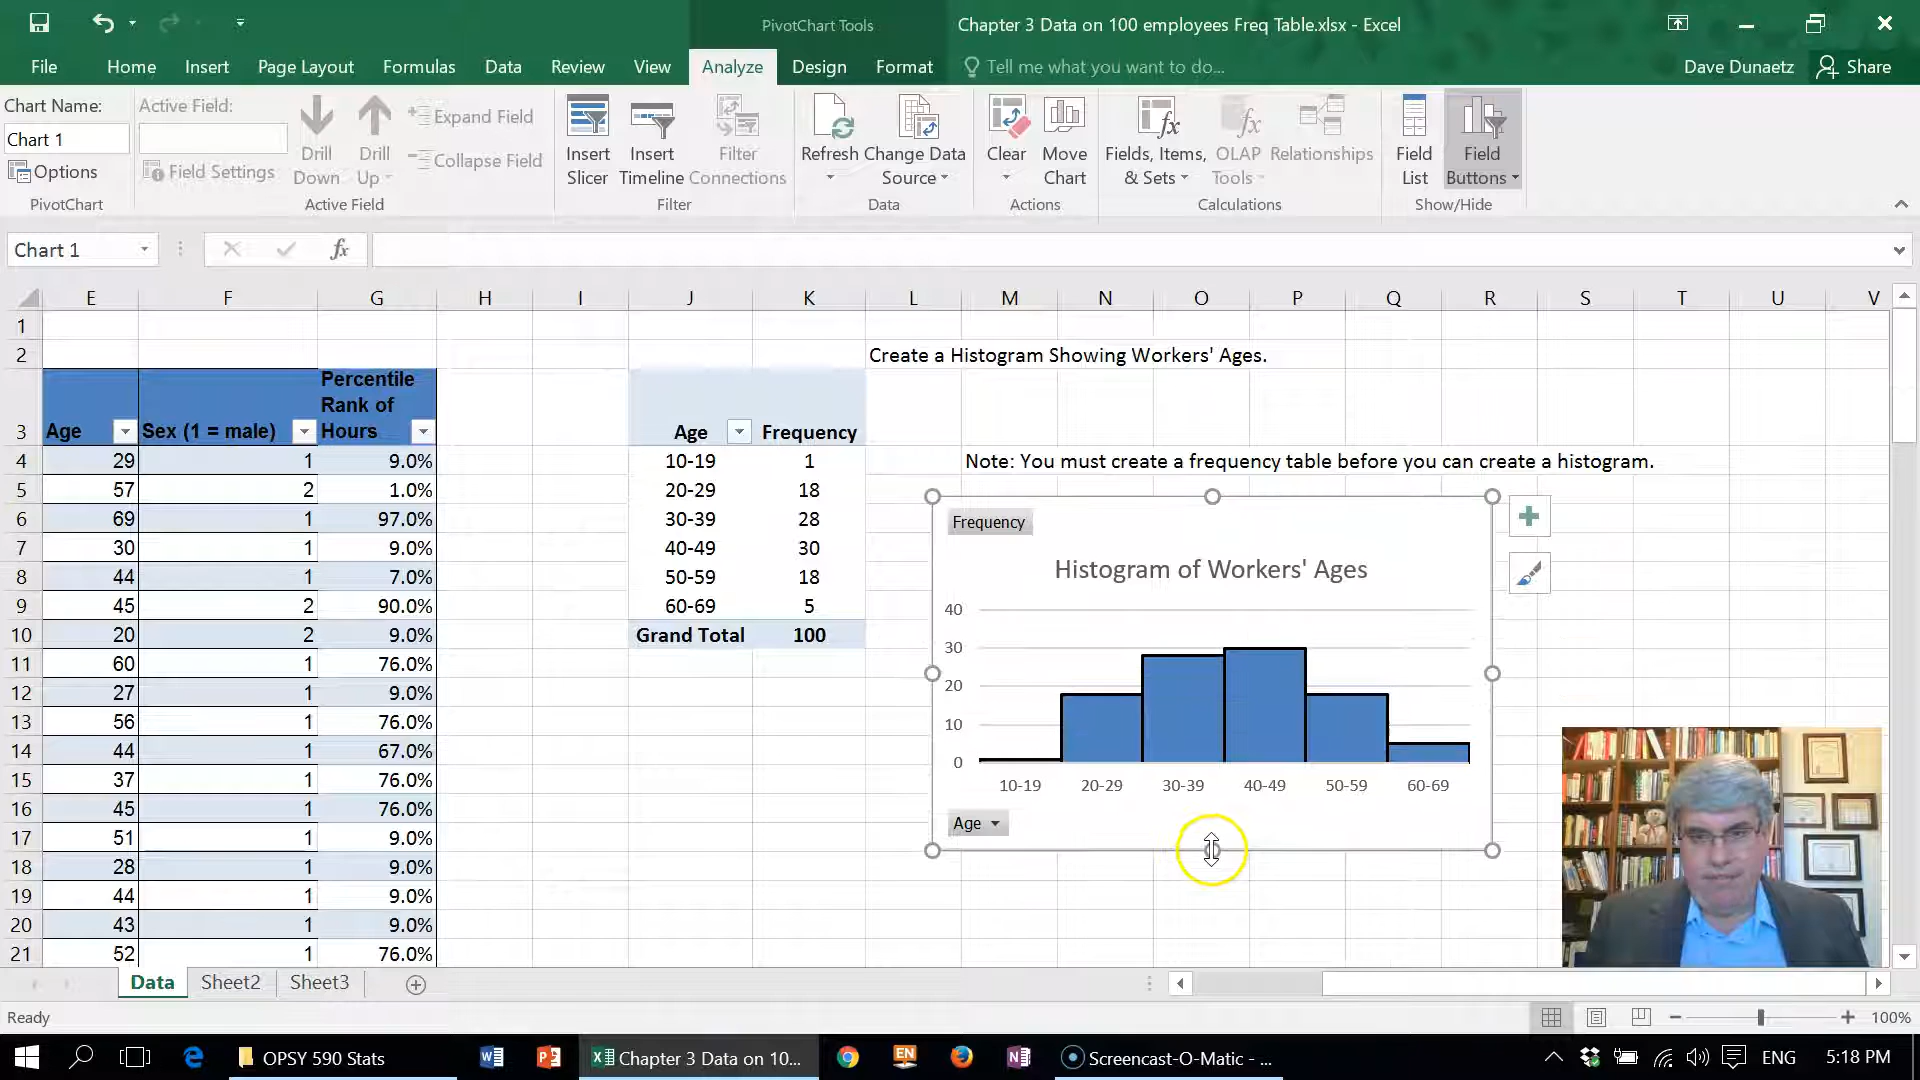 PivotChart Tools
Chapter 3 Data on 100 employees Freq Table.xlsx - Excel
File Home Insert Page Layout Formulas Data Review View Analyze Design Format Tell me what you want to do... Dave Dunaetz Share
Chart Name:
Chart 1
Options
PivotChart
Active Field:
Field Settings
Drill Down
Drill Up
Expand Field
Collapse Field
Active Field
Insert Slicer
Insert Timeline
Filter Connections
Filter
Refresh
Change Data Source
Data
Clear
Move Chart
Actions
Fields, Items, & Sets
OLAP Tools
Relationships
Calculations
Field List
Field Buttons
Show/Hide
Chart 1 fx
E F G H I J K L M N O P Q R S T U V
1
2 Create a Histogram Showing Workers' Ages.
3 Age Sex (1 = male) Percentile Rank of Hours Age Frequency
4 29 1 9.0% 10-19 1 Note: You must create a frequency table before you can create a histogram.
5 57 2 1.0% 20-29 18
6 69 1 97.0% 30-39 28
7 30 1 9.0% 40-49 30
8 44 1 7.0% 50-59 18
9 45 2 90.0% 60-69 5
10 20 2 9.0% Grand Total 100
11 60 1 76.0%
12 27 1 9.0%
13 56 1 76.0%
14 44 1 67.0%
15 37 1 76.0%
16 45 1 76.0%
17 51 1 9.0%
18 28 1 9.0%
19 44 1 9.0%
20 43 1 9.0%
21 52 1 76.0%
Frequency
Histogram of Workers' Ages
40
30
20
10
0
10-19 20-29 30-39 40-49 50-59 60-69
Age
Data Sheet2 Sheet3
Ready 100%
OPSY 590 Stats Chapter 3 Data on 10... EN Screencast-O-Matic - ... ENG 5:18 PM